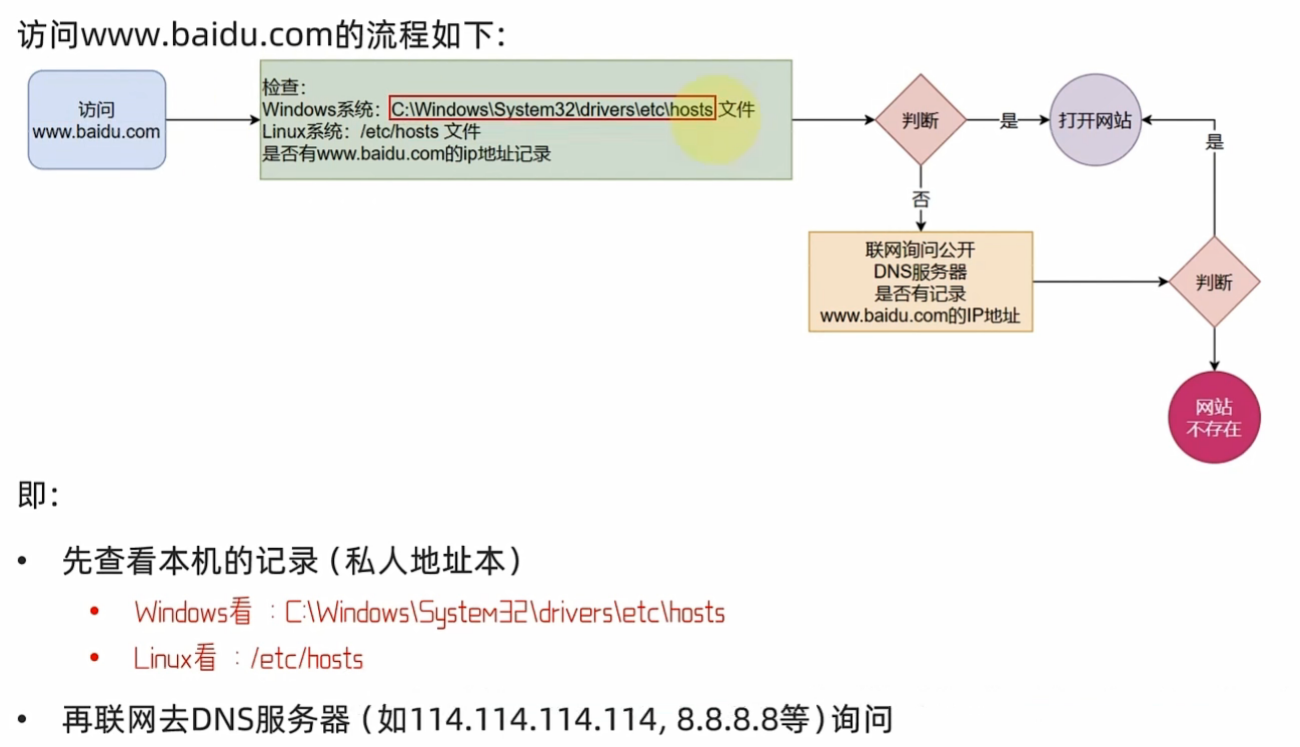 访问www.baidu.com的流程如下：
访问
www.baidu.com
检查：
Windows系统：C:\Windows\System32\drivers\etc\hosts 文件
Linux系统：/etc/hosts 文件
是否有www.baidu.com的ip地址记录
判断
是
打开网站
是
否
联网询问公开
DNS服务器
是否有记录
www.baidu.com的IP地址
判断
网站
不存在
即：
• 先查看本机的记录（私人地址本）
• Windows看：C:\Windows\System32\drivers\etc\hosts
• Linux看：/etc/hosts
• 再联网去DNS服务器（如114.114.114.114, 8.8.8.8等）询问